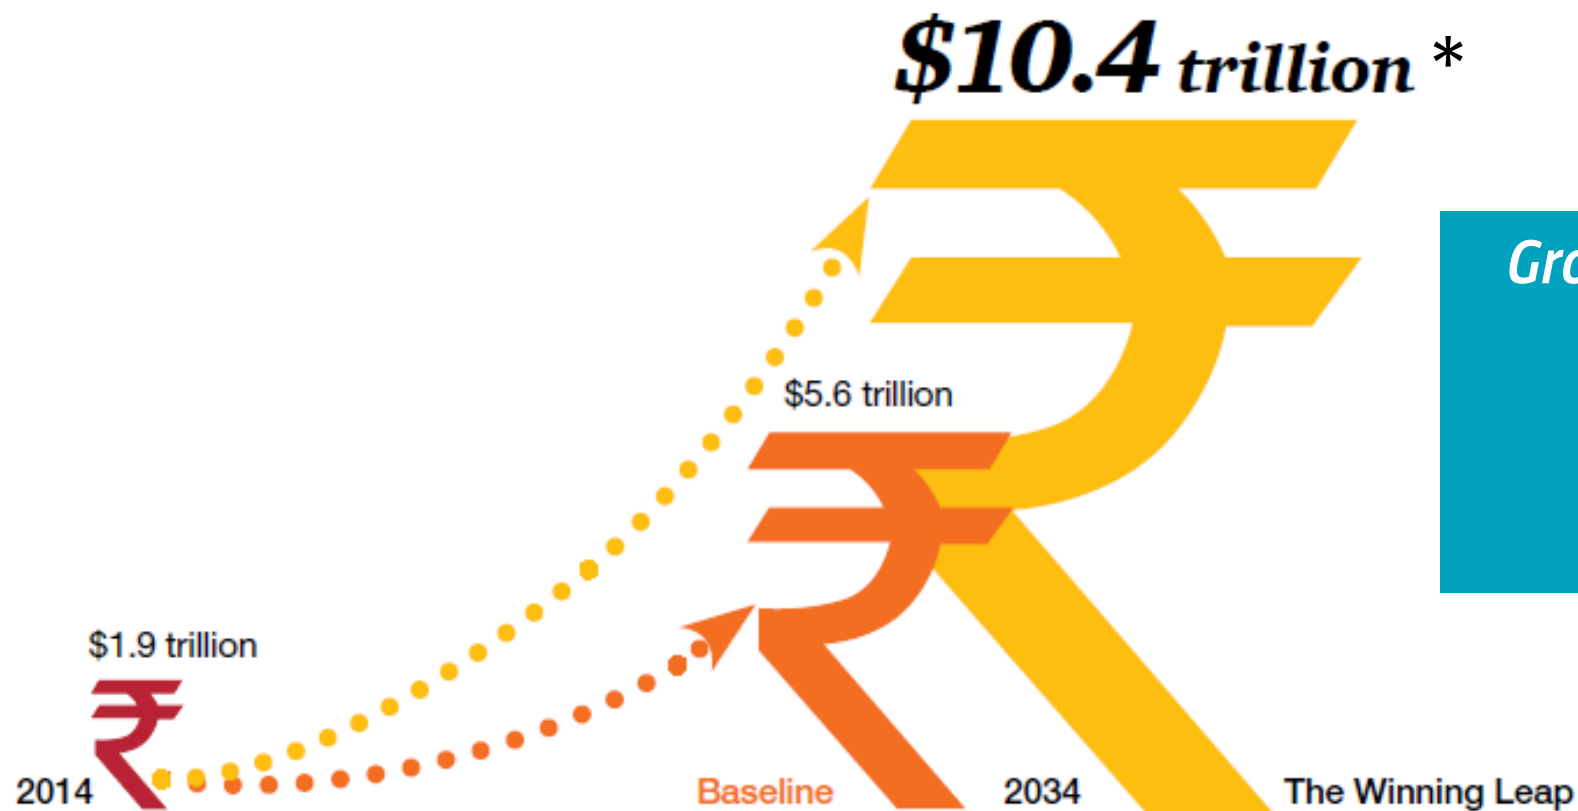 $10.4 trillion *
$5.6 trillion
$1.9 trillion
2014
Baseline
2034
The Winning Leap